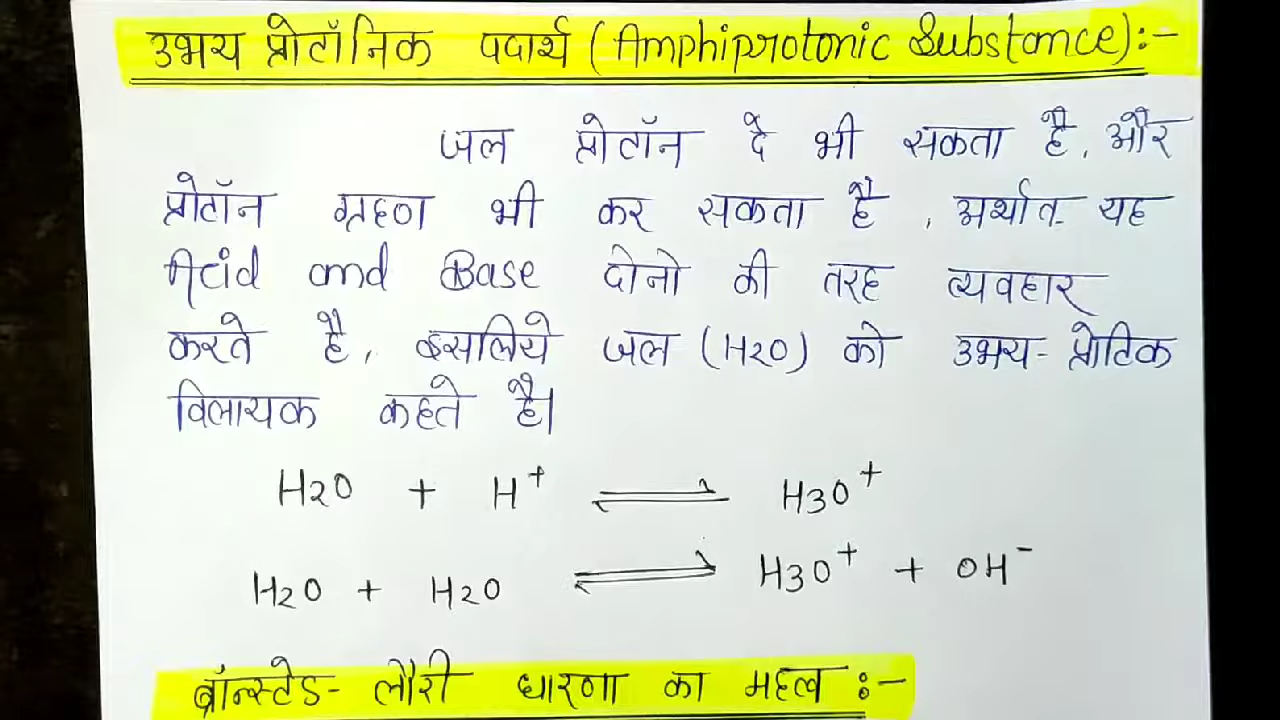 उभय प्रोटॉनिक पदार्थ (Amphiprotonic Substance):-
जल प्रोटॉन दे भी सकता है, और
प्रोटॉन ग्रहण भी कर सकता है, अर्थात- यह
Acid and Base दोनो की तरह व्यवहार
करते है, इसलिये जल (H2O) को उभय-प्रोटिक
विलायक कहते है।
H2O + H⁺ ⇌ H3O⁺
H2O + H2O ⇌ H3O⁺ + OH⁻
ब्रॉन्स्टेड-लौरी धारणा का महत्व :-